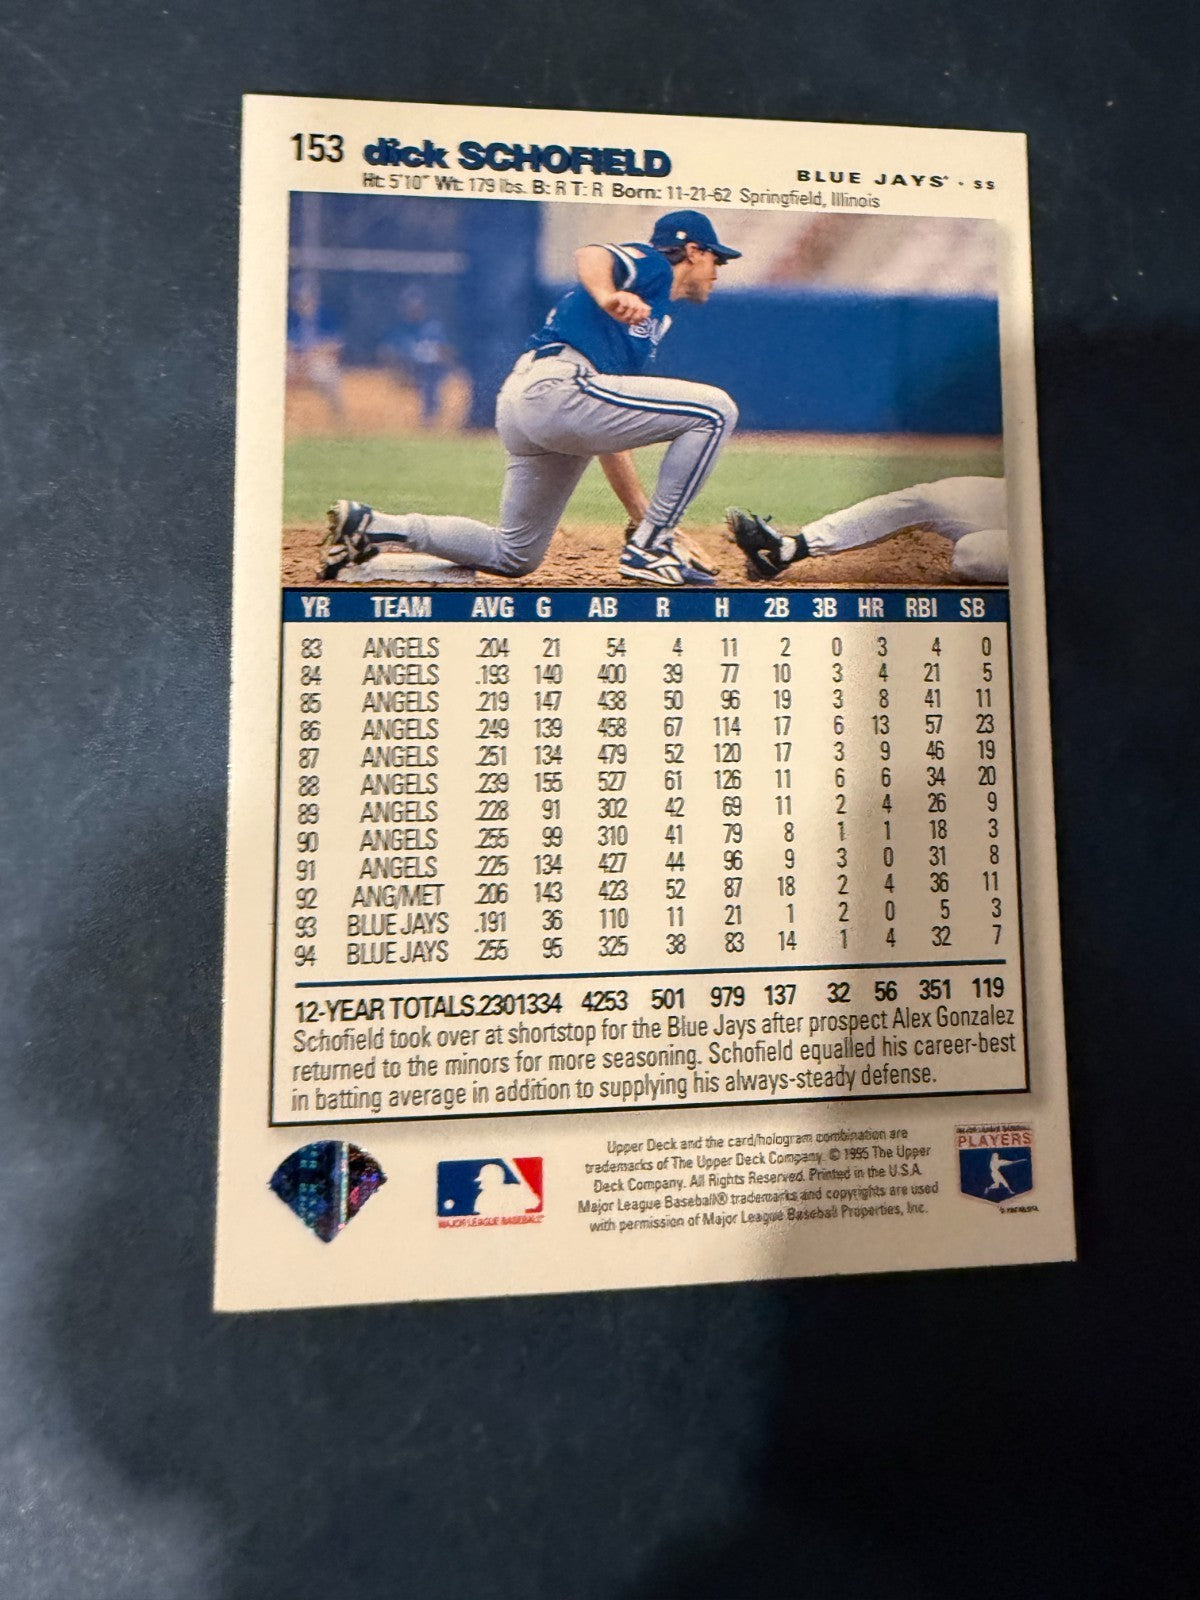 153 dick SCHOFIELD
BLUE JAYS · SS
Ht: 5'10" Wt: 179 lbs. B: R T: R Born: 11-21-62 Springfield, Illinois
YR TEAM AVG G AB R H 2B 3B HR RBI SB
83 ANGELS .204 21 54 4 11 2 0 3 4 0
84 ANGELS .193 140 400 39 77 10 3 4 21 5
85 ANGELS .219 147 438 50 96 19 3 8 41 11
86 ANGELS .249 139 458 67 114 17 6 13 57 23
87 ANGELS .251 134 479 52 120 17 3 9 46 19
88 ANGELS .239 155 527 61 126 11 6 6 34 20
89 ANGELS .228 91 302 42 69 11 2 4 26 9
90 ANGELS .255 99 310 41 79 8 1 1 18 3
91 ANGELS .225 134 427 44 96 9 3 0 31 8
92 ANG/MET .206 143 423 52 87 18 2 4 36 11
93 BLUE JAYS .191 36 110 11 21 1 2 0 5 3
94 BLUE JAYS .255 95 325 38 83 14 1 4 32 7
12-YEAR TOTALS .230 1334 4253 501 979 137 32 56 351 119
Schofield took over at shortstop for the Blue Jays after prospect Alex Gonzalez
returned to the minors for more seasoning. Schofield equalled his career-best
in batting average in addition to supplying his always-steady defense.
Upper Deck and the card/hologram combination are
trademarks of The Upper Deck Company. © 1995 The Upper
Deck Company. All Rights Reserved. Printed in the U.S.A.
Major League Baseball® trademarks and copyrights are used
with permission of Major League Baseball Properties, Inc.
MAJOR LEAGUE BASEBALL
MAJOR LEAGUE BASEBALL
PLAYERS